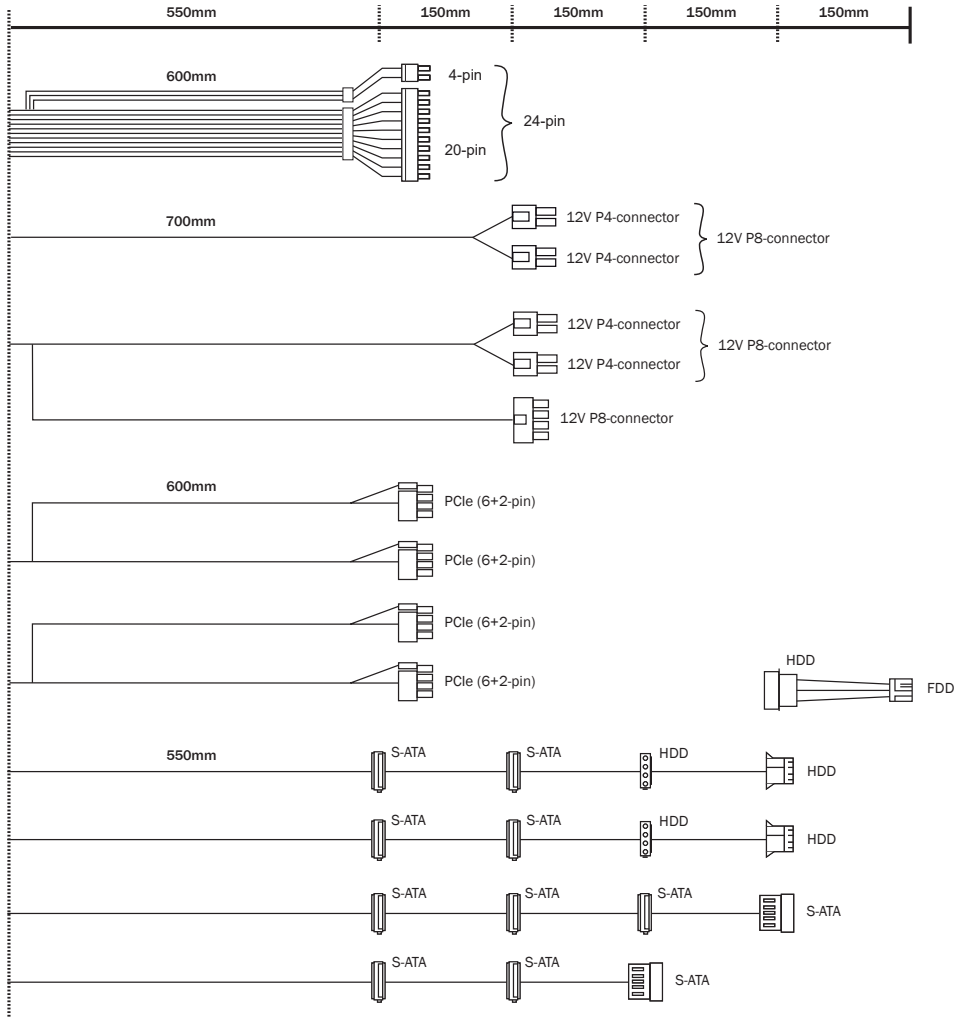 550mm 150mm 150mm 150mm 150mm
600mm
4-pin
24-pin
20-pin
700mm
12V P4-connector
12V P8-connector
12V P4-connector
12V P4-connector
12V P8-connector
12V P4-connector
12V P8-connector
600mm
PCIe (6+2-pin)
PCIe (6+2-pin)
PCIe (6+2-pin)
HDD
PCIe (6+2-pin)
FDD
550mm S-ATA S-ATA HDD
HDD
S-ATA S-ATA HDD
HDD
S-ATA S-ATA S-ATA
S-ATA
S-ATA S-ATA
S-ATA